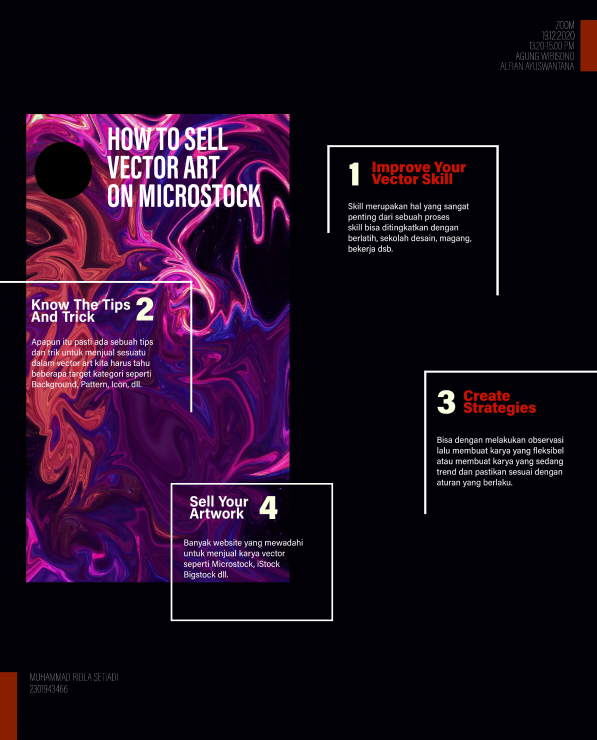 ZOOM
19.12.2020
13.20-15.00 PM
AGUNG WIBISONO
ALFIAN AYUSWANTANA
HOW TO SELL
VECTOR ART
ON MICROSTOCK
1 Improve Your
Vector Skill
Skill merupakan hal yang sangat
penting dari sebuah proses
skill bisa ditingkatkan dengan
berlatih, sekolah desain, magang,
bekerja dsb.
Know The Tips 2
And Trick
Apapun itu pasti ada sebuah tips
dan trik untuk menjual sesuatu
dalam vector art kita harus tahu
beberapa target kategori seperti
Background, Pattern, Icon, dll.
3 Create
Strategies
Bisa dengan melakukan observasi
lalu membuat karya yang fleksibel
atau membuat karya yang sedang
trend dan pastikan sesuai dengan
aturan yang berlaku.
Sell Your 4
Artwork
Banyak website yang mewadahi
untuk menjual karya vector
seperti Microstock, iStock
Bigstock dll.
MUHAMMAD RIDLA SETIADI
2301943466